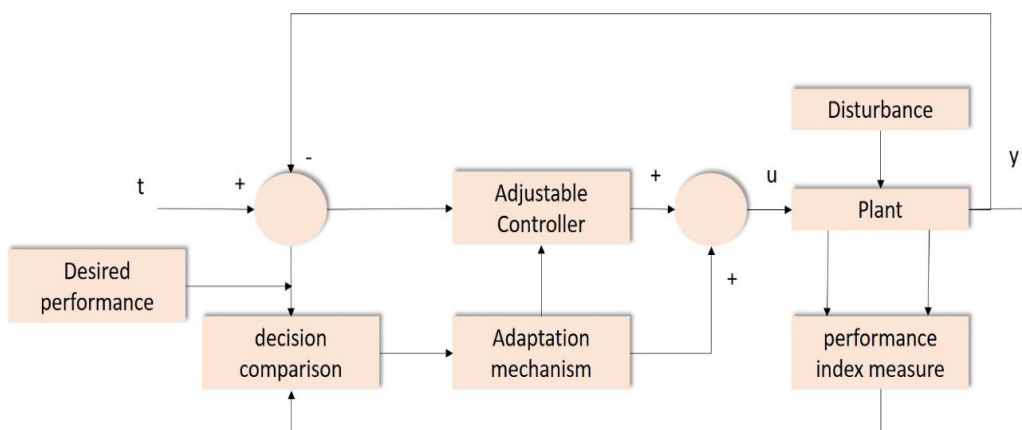 Disturbance
-
t
+
Adjustable
Controller
+
u
Plant
y
Desired
performance
+
decision
comparison
Adaptation
mechanism
performance
index measure